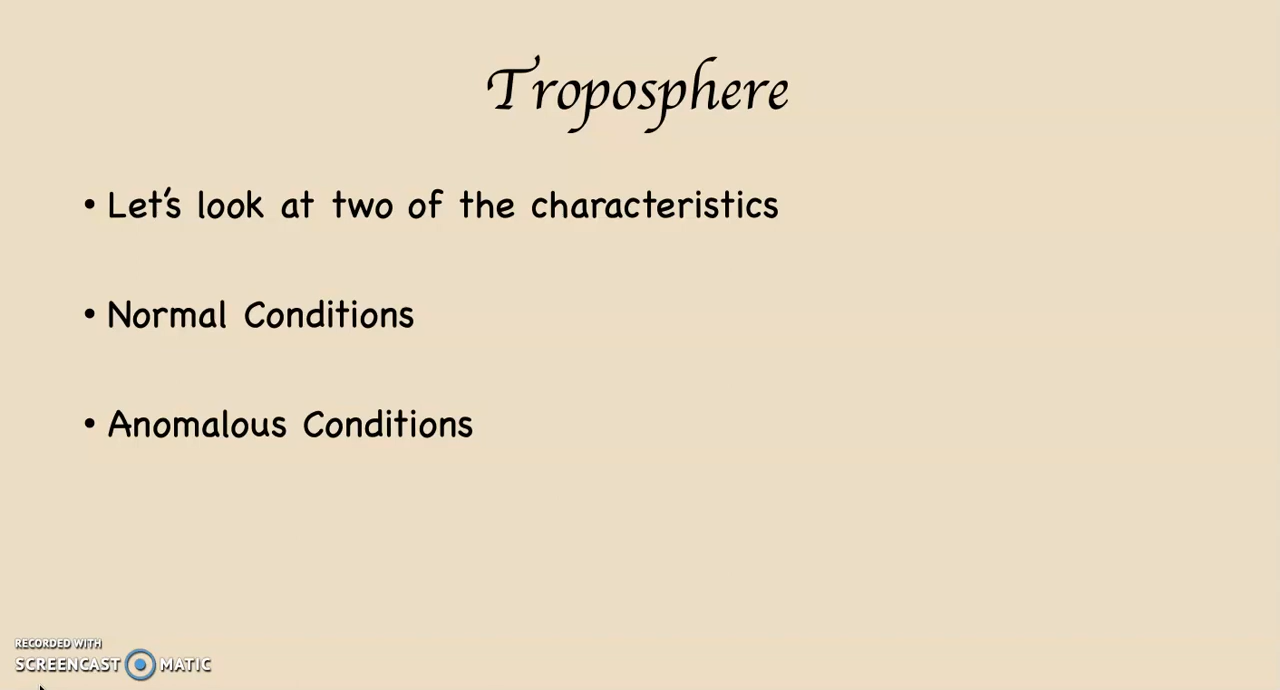 Troposphere
• Let's look at two of the characteristics
• Normal Conditions
• Anomalous Conditions
RECORDED WITH
SCREENCAST MATIC